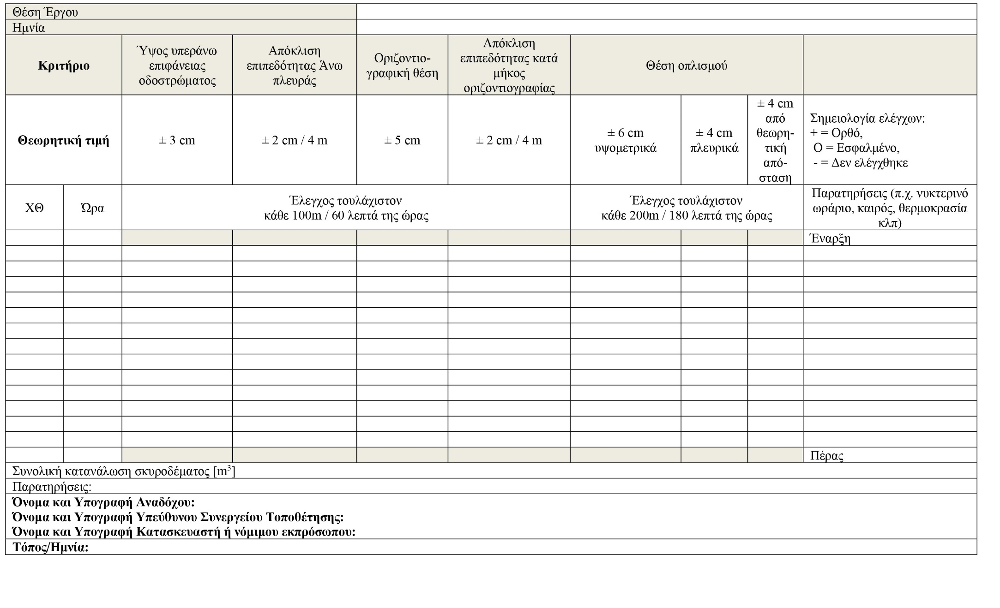 Θέση Έργου
Ημνία
Κριτήριο
Ύψος υπεράνω
επιφάνειας
οδοστρώματος
Απόκλιση
επιπεδότητας Άνω
πλευράς
Οριζοντιο-
γραφική θέση
Απόκλιση
επιπεδότητας κατά
μήκος
οριζοντιογραφίας
Θέση οπλισμού
Θεωρητική τιμή
± 3 cm
± 2 cm / 4 m
± 5 cm
± 2 cm / 4 m
± 6 cm
υψομετρικά
± 4 cm
πλευρικά
± 4 cm
από
θεωρη-
τική
από-
σταση
Σημειολογία ελέγχων:
+ = Ορθό,
Ο = Εσφαλμένο,
- = Δεν ελέγχθηκε
ΧΘ
Ώρα
Έλεγχος τουλάχιστον
κάθε 100m / 60 λεπτά της ώρας
Έλεγχος τουλάχιστον
κάθε 200m / 180 λεπτά της ώρας
Παρατηρήσεις (π.χ. νυκτερινό
ωράριο, καιρός, θερμοκρασία
κλπ)
Έναρξη
Πέρας
Συνολική κατανάλωση σκυροδέματος [m³]
Παρατηρήσεις:
Όνομα και Υπογραφή Αναδόχου:
Όνομα και Υπογραφή Υπεύθυνου Συνεργείου Τοποθέτησης:
Όνομα και Υπογραφή Κατασκευαστή ή νόμιμου εκπρόσωπου:
Τόπος/Ημνία: